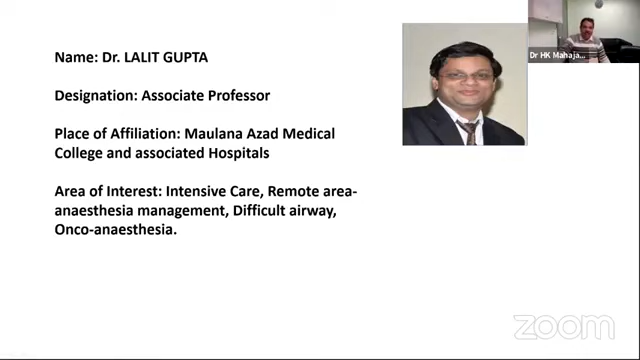 Name: Dr. LALIT GUPTA
Designation: Associate Professor
Place of Affiliation: Maulana Azad Medical
College and associated Hospitals
Area of Interest: Intensive Care, Remote area-
anaesthesia management, Difficult airway,
Onco-anaesthesia.
Dr HK Mahaja...
zoom